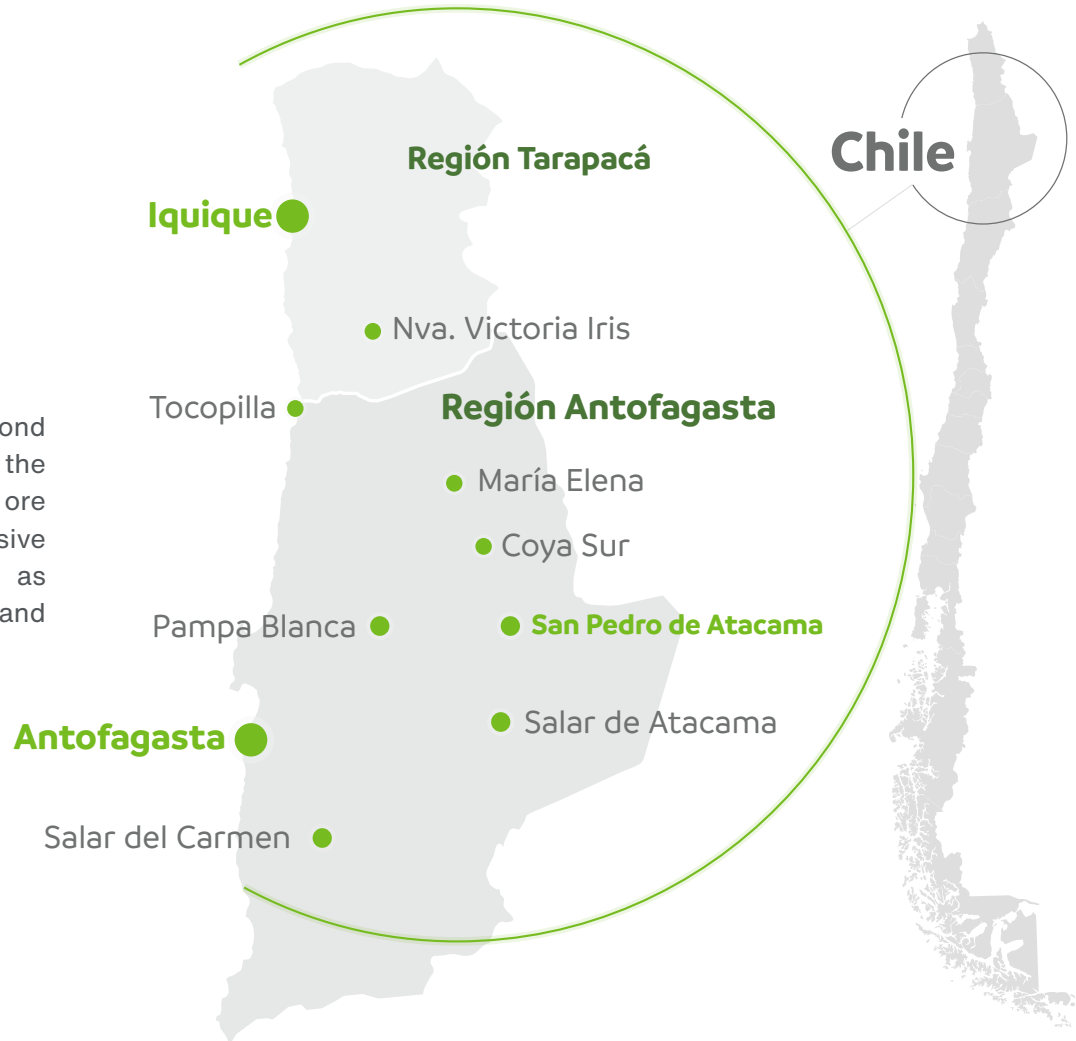 Chile
Región Tarapacá
Iquique
Nva. Victoria Iris
Tocopilla
Región Antofagasta
María Elena
Coya Sur
Pampa Blanca
San Pedro de Atacama
Salar de Atacama
Antofagasta
Salar del Carmen
ond
the
ore
sive
as
and